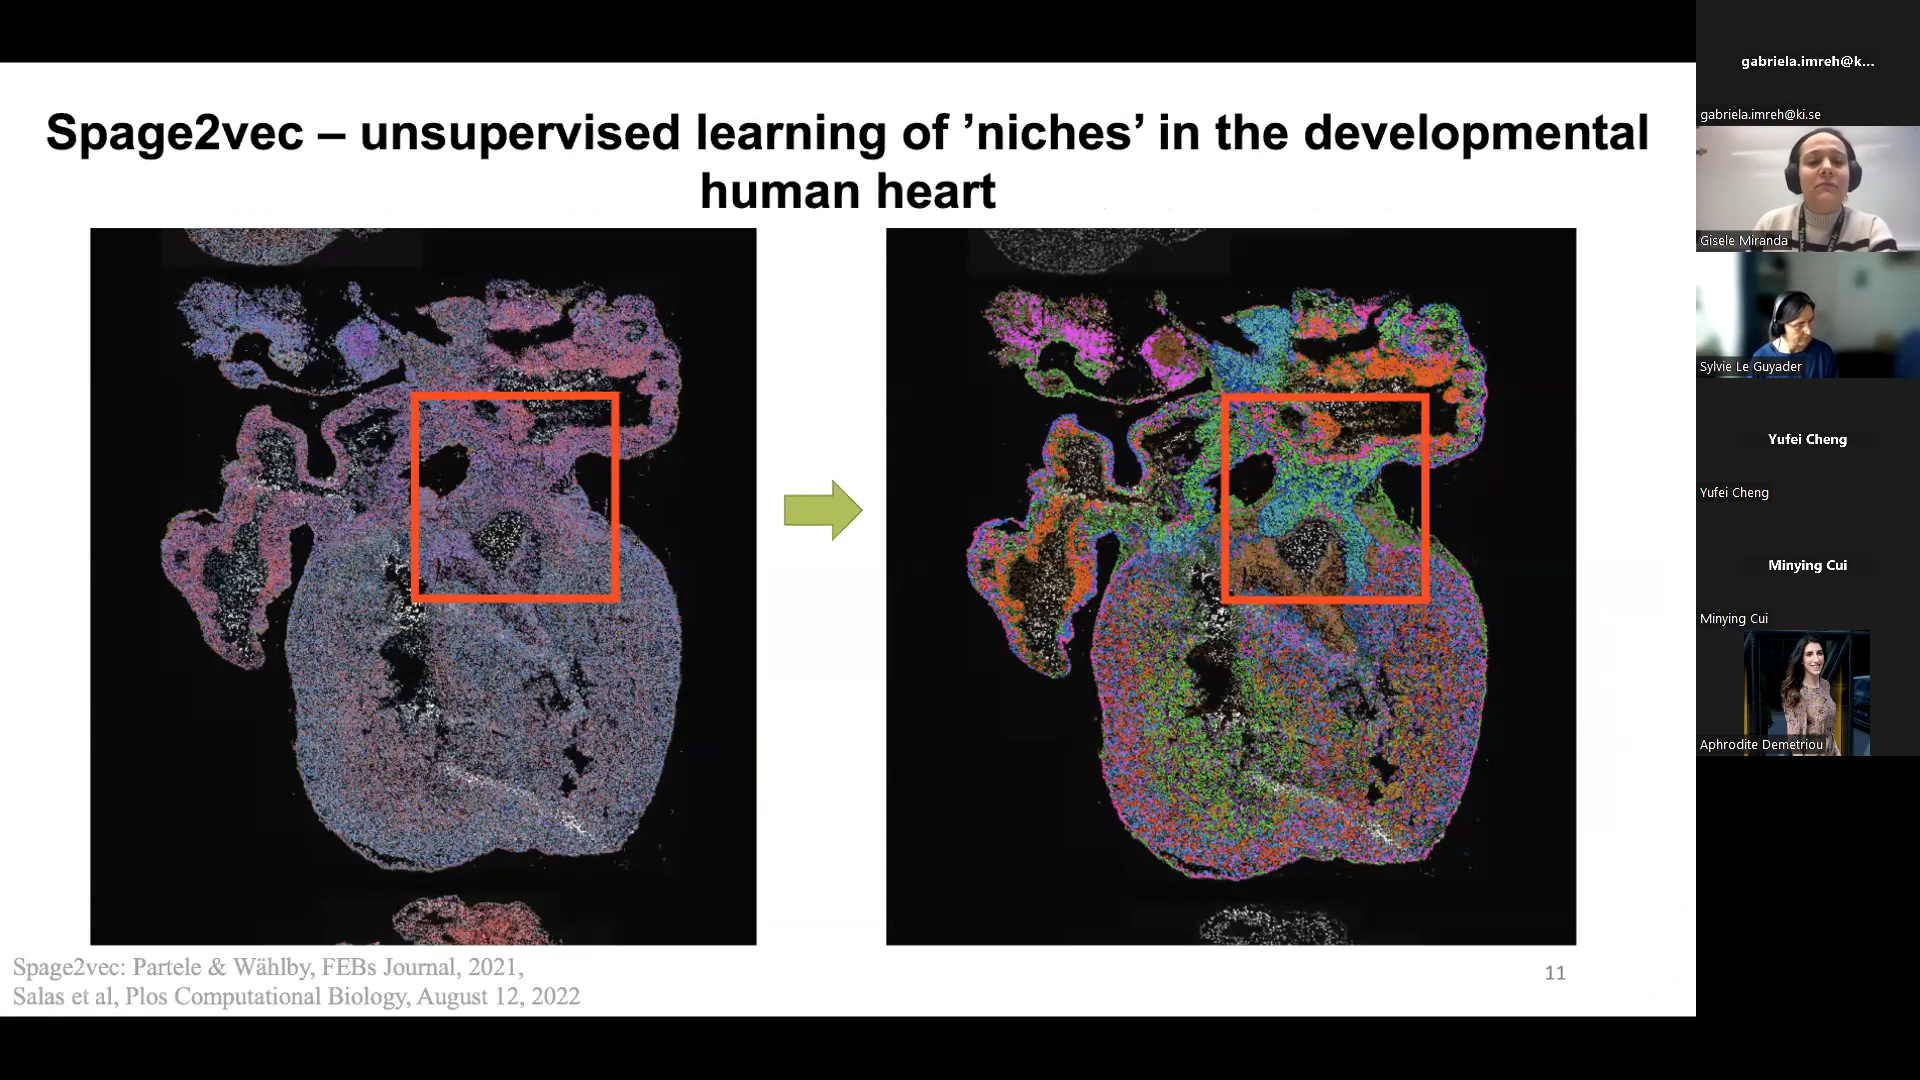 Spage2vec – unsupervised learning of ’niches’ in the developmental
human heart
Spage2vec: Partele & Wählby, FEBs Journal, 2021,
Salas et al, Plos Computational Biology, August 12, 2022
11
gabriela.imreh@k...
gabriela.imreh@ki.se
Gisele Miranda
Sylvie Le Guyader
Yufei Cheng
Yufei Cheng
Minying Cui
Minying Cui
Aphrodite Demetriou